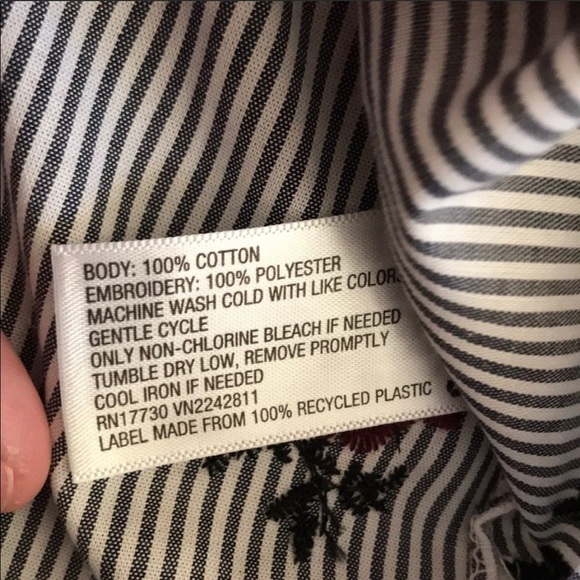 BODY: 100% COTTON
EMBROIDERY: 100% POLYESTER
MACHINE WASH COLD WITH LIKE COLORS
GENTLE CYCLE
ONLY NON-CHLORINE BLEACH IF NEEDED
TUMBLE DRY LOW, REMOVE PROMPTLY
COOL IRON IF NEEDED
RN17730 VN2242811
LABEL MADE FROM 100% RECYCLED PLASTIC